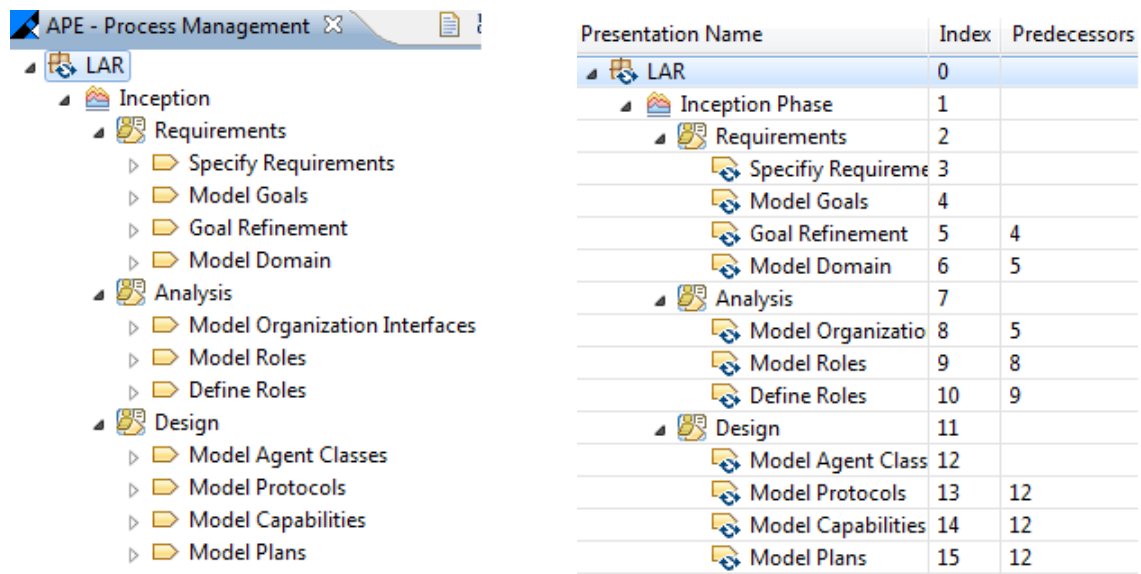 APE - Process Management
LAR
Inception
Requirements
Specify Requirements
Model Goals
Goal Refinement
Model Domain
Analysis
Model Organization Interfaces
Model Roles
Define Roles
Design
Model Agent Classes
Model Protocols
Model Capabilities
Model Plans
Presentation Name Index Predecessors
LAR 0
Inception Phase 1
Requirements 2
Specifiy Requireme 3
Model Goals 4
Goal Refinement 5 4
Model Domain 6 5
Analysis 7
Model Organizatio 8 5
Model Roles 9 8
Define Roles 10 9
Design 11
Model Agent Class 12
Model Protocols 13 12
Model Capabilities 14 12
Model Plans 15 12